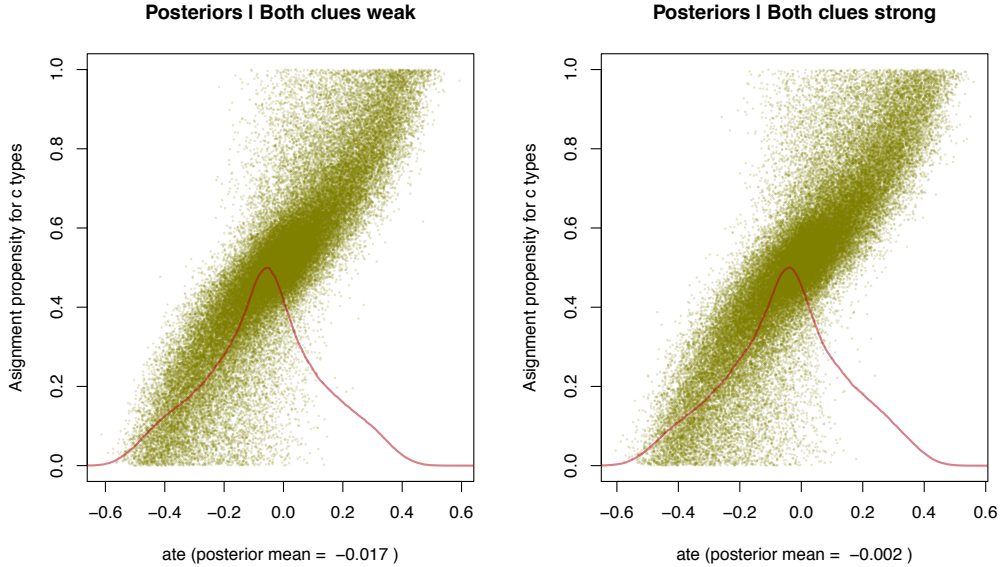 Posteriors | Both clues weak
Asignment propensity for c types
1.0
0.8
0.6
0.4
0.2
0.0
−0.6 −0.4 −0.2 0.0 0.2 0.4 0.6
ate (posterior mean = −0.017 )
Posteriors | Both clues strong
Asignment propensity for c types
1.0
0.8
0.6
0.4
0.2
0.0
−0.6 −0.4 −0.2 0.0 0.2 0.4 0.6
ate (posterior mean = −0.002 )